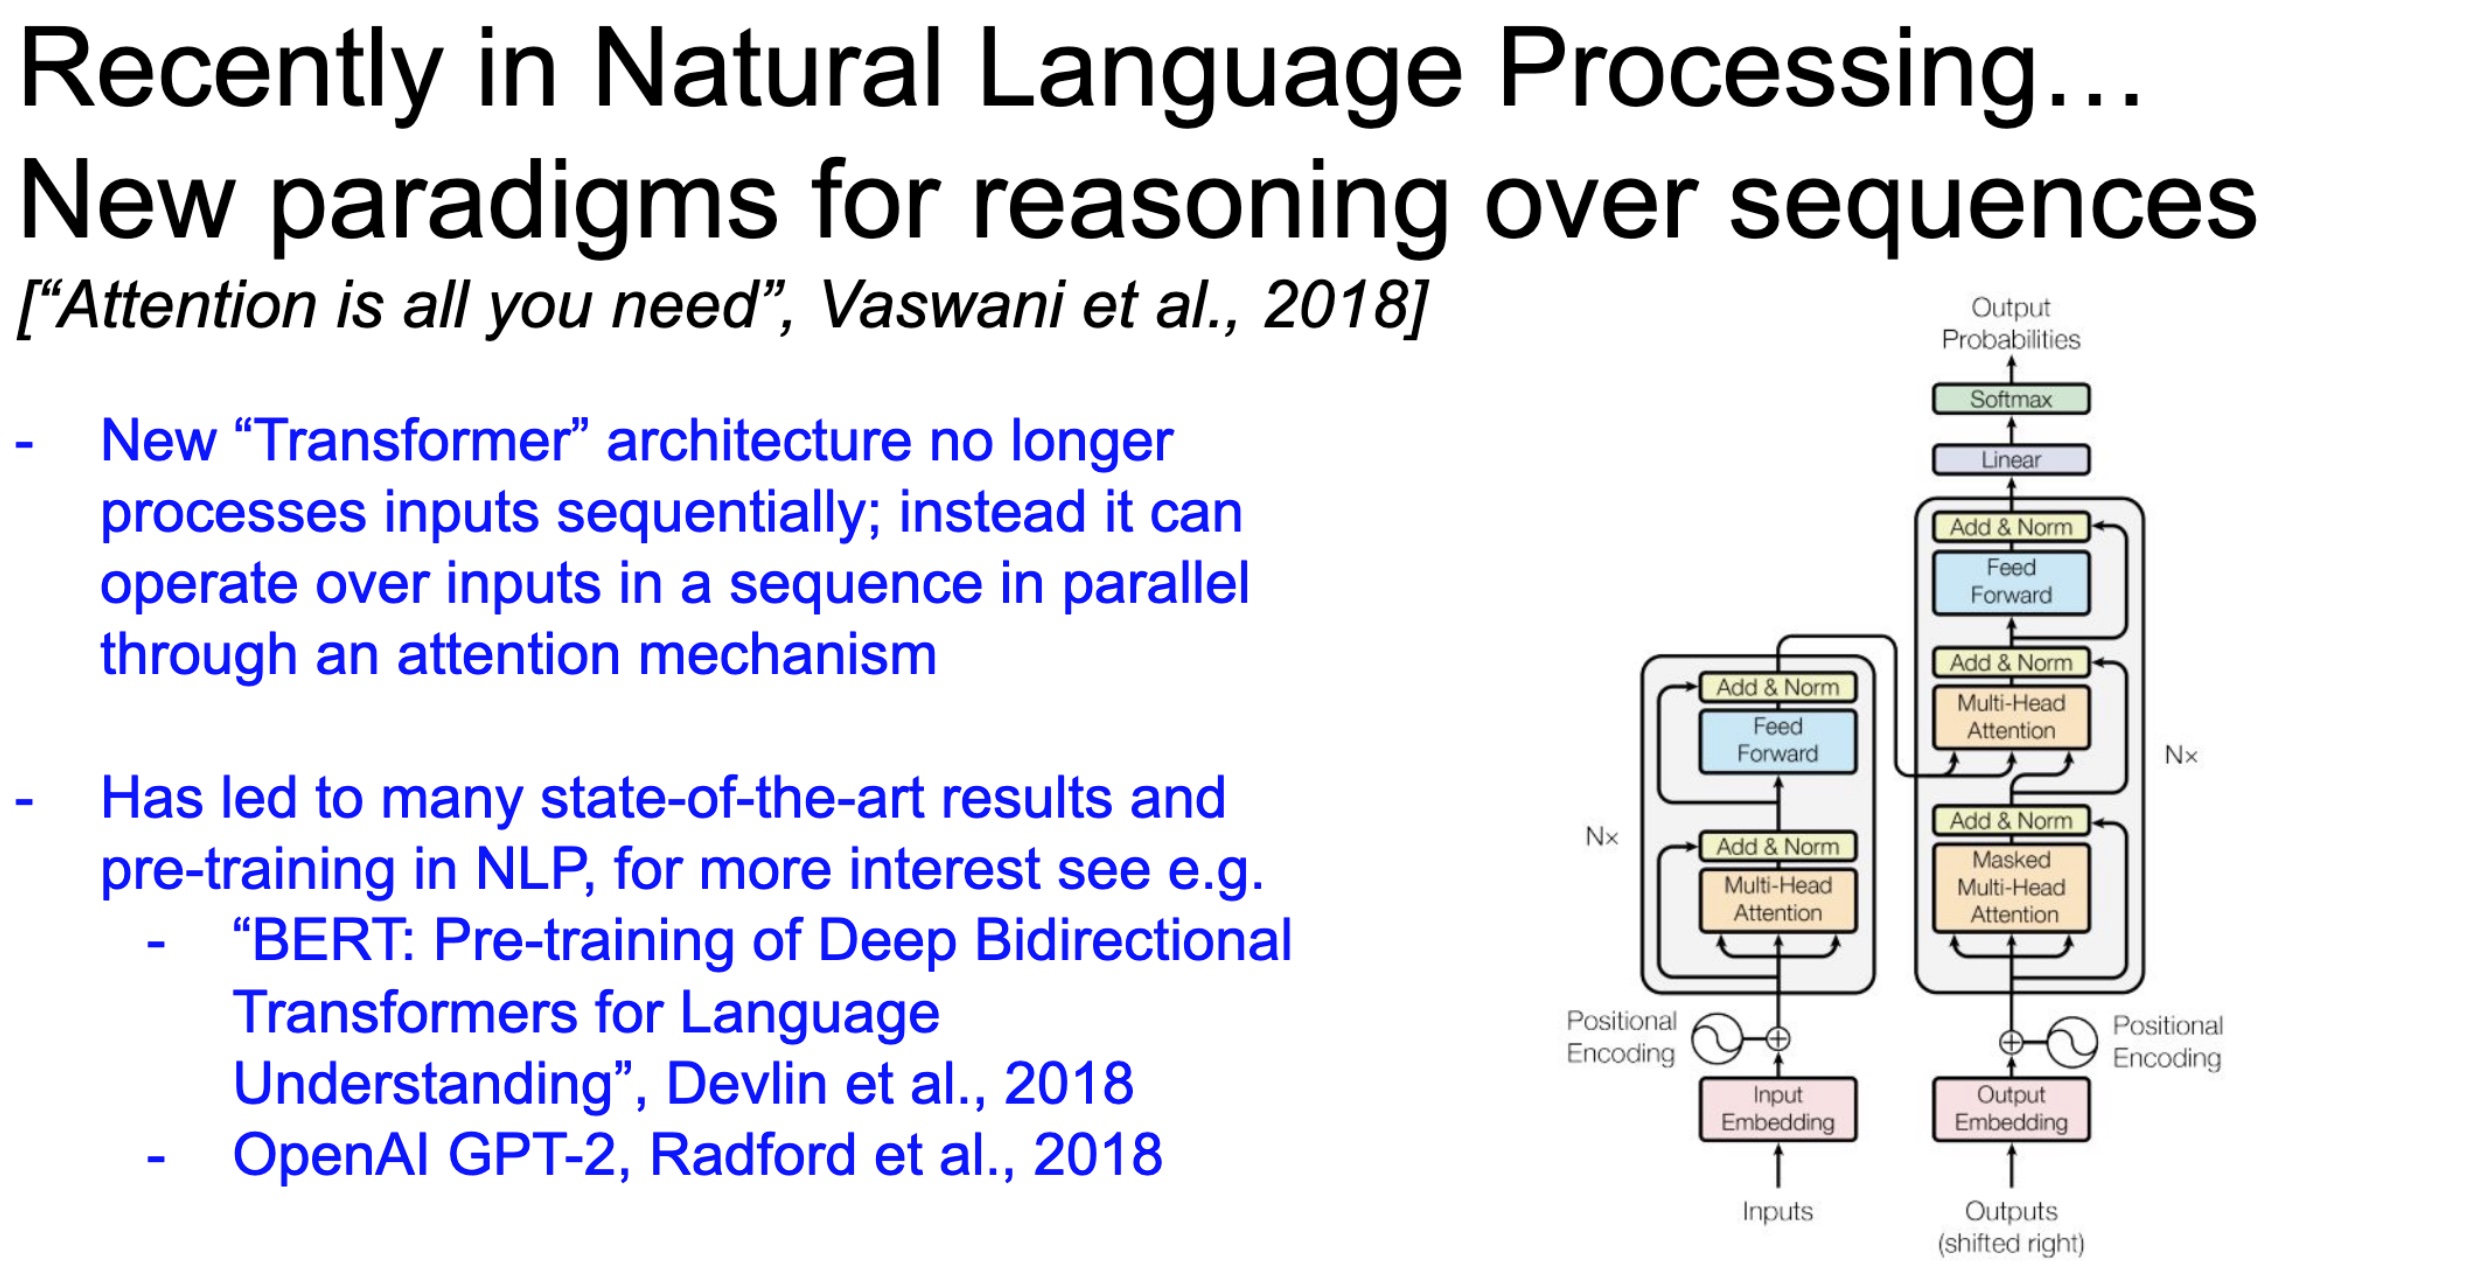 Recently in Natural Language Processing…
New paradigms for reasoning over sequences
[“Attention is all you need”, Vaswani et al., 2018]
- New “Transformer” architecture no longer
processes inputs sequentially; instead it can
operate over inputs in a sequence in parallel
through an attention mechanism
- Has led to many state-of-the-art results and
pre-training in NLP, for more interest see e.g.
- “BERT: Pre-training of Deep Bidirectional
Transformers for Language
Understanding”, Devlin et al., 2018
- OpenAI GPT-2, Radford et al., 2018
Output
Probabilities
Softmax
Linear
Add & Norm
Feed
Forward
Add & Norm
Multi-Head
Attention
N×
Add & Norm
Masked
Multi-Head
Attention
Positional
Encoding
Output
Embedding
Outputs
(shifted right)
Add & Norm
Feed
Forward
N×
Add & Norm
Multi-Head
Attention
Positional
Encoding
Input
Embedding
Inputs